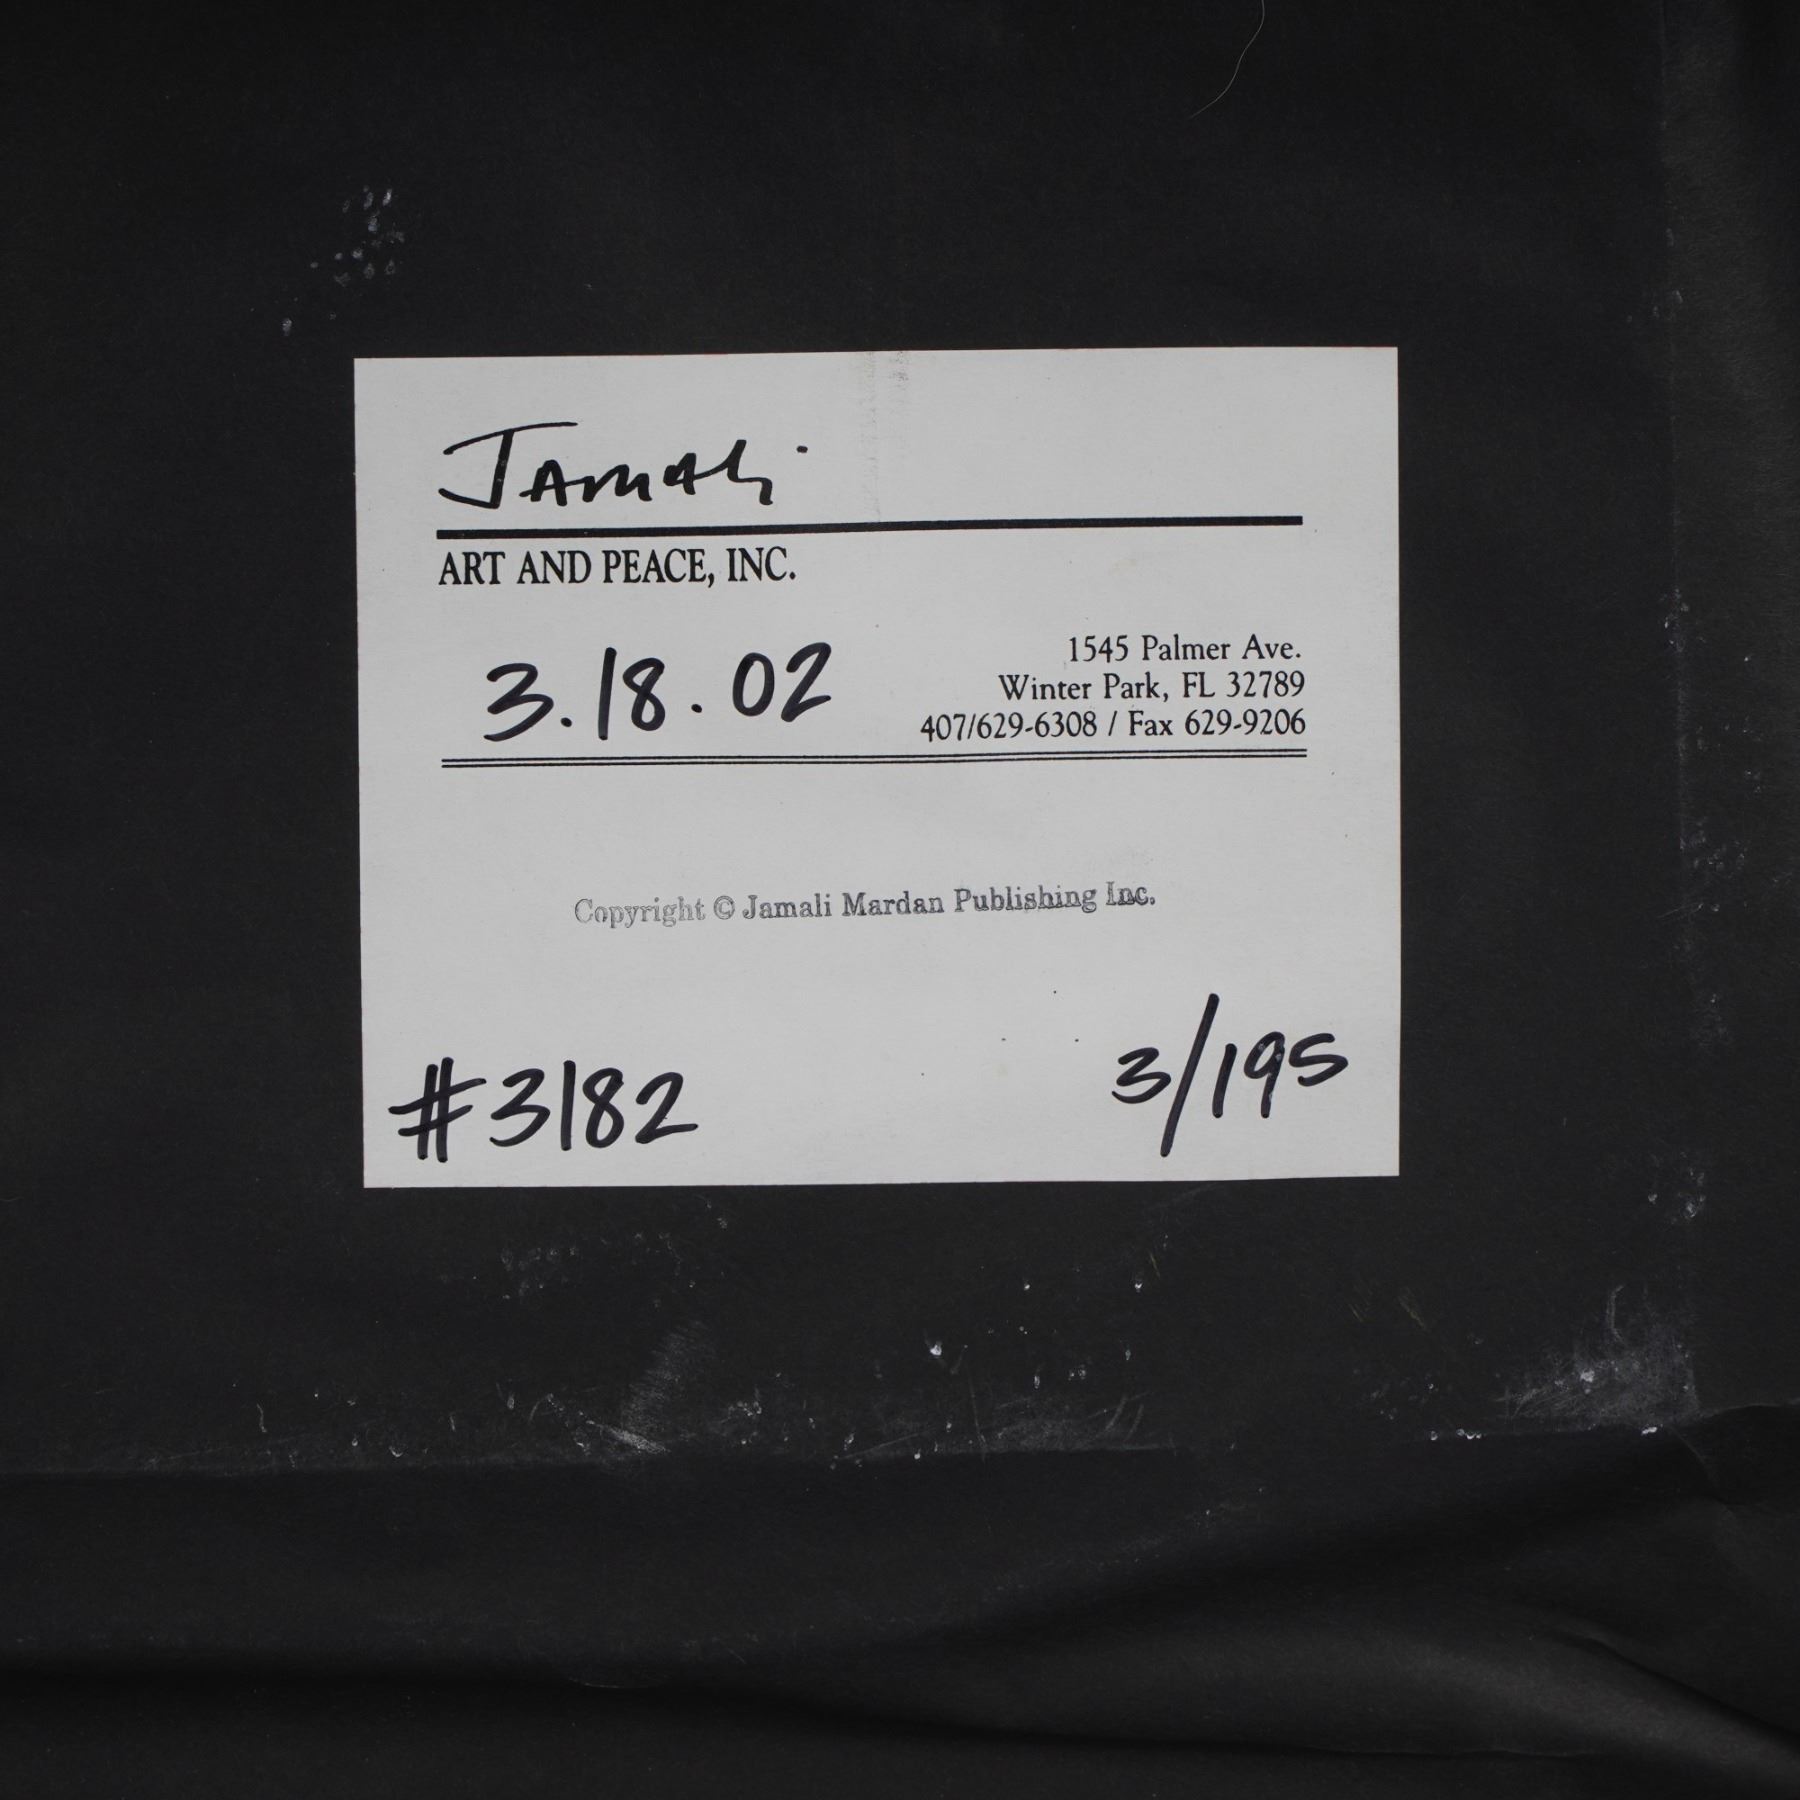 Jamali
ART AND PEACE, INC.
3.18.02
1545 Palmer Ave.
Winter Park, FL 32789
407/629-6308 / Fax 629-9206
Copyright © Jamali Mardan Publishing Inc.
#3182
3/195